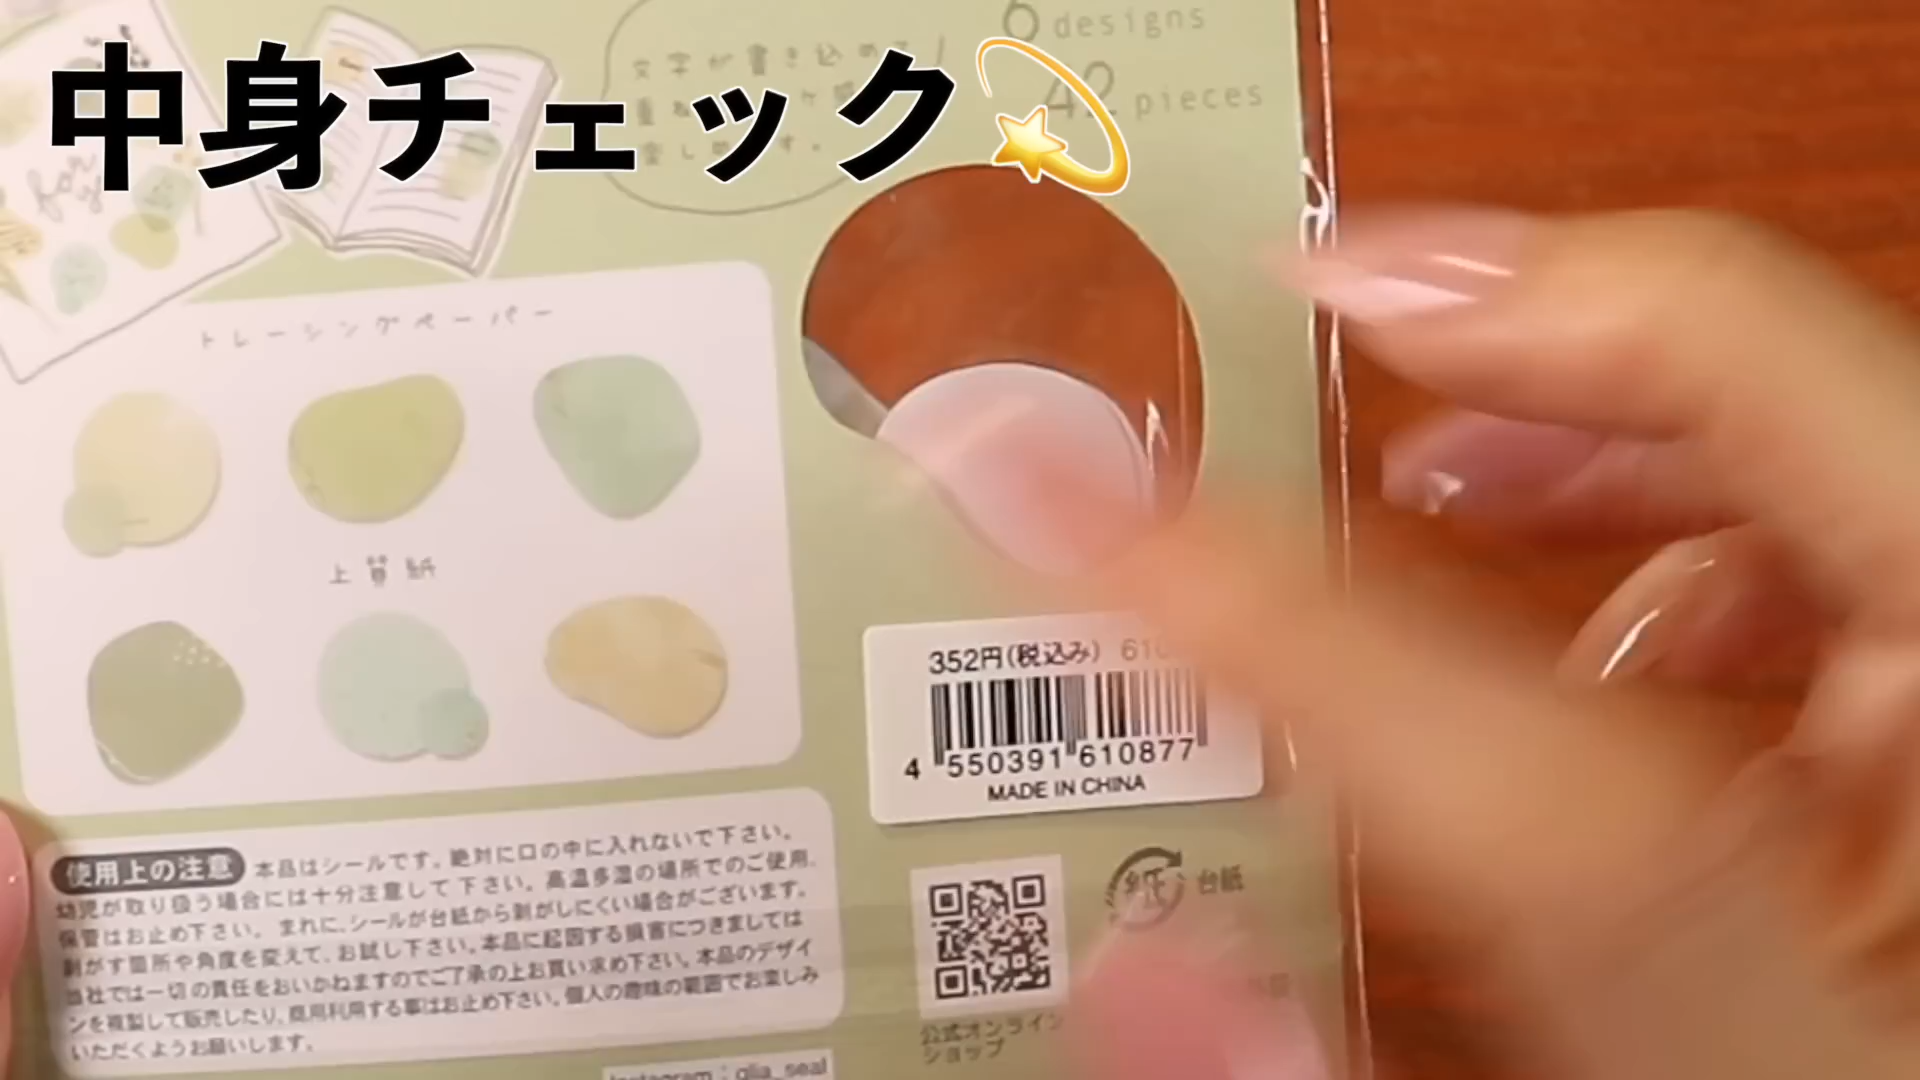 中身チェック
6 designs
42 pieces
for
トレーシングペーパー
上質紙
352円(税込み)
4 550391 610877
MADE IN CHINA
使用上の注意 本品はシールです。絶対に口の中に入れないで下さい。
幼児が取り扱う場合には十分注意して下さい。高温多湿の場所でのご使用、
保管はお止め下さい。まれに、シールが台紙から剥がしにくい場合がございます。
剥がす箇所や角度を変えて、お試し下さい。本品に起因する損害につきましては
当社では一切の責任をおいかねますのでご了承の上お買い求め下さい。本品のデザイ
ンを複製して販売したり、商用利用する事はお止め下さい。個人の趣味の範囲でお楽しみ
いただくようお願いします。
紙 台紙
公式オンライン
ショップ
Instagram : glia_seal